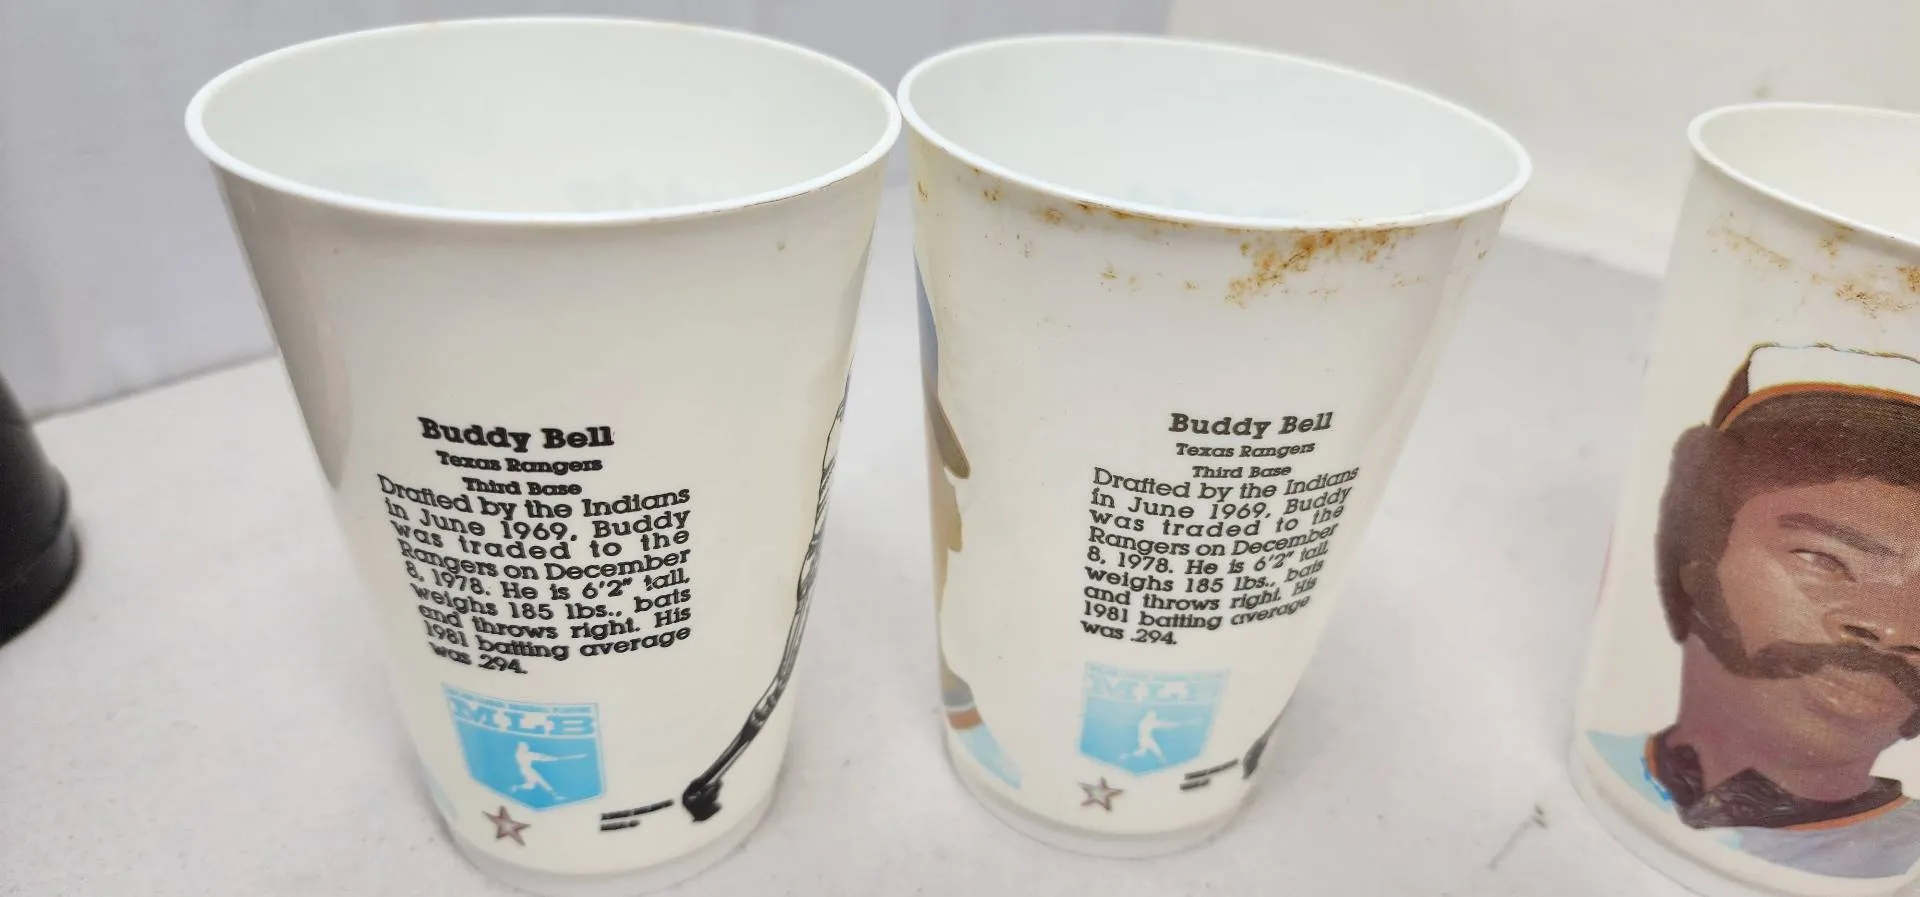 Buddy Bell
Texas Rangers
Third Base
Drafted by the Indians
in June 1969, Buddy
was traded to the
Rangers on December
8, 1978. He is 6'2" tall,
weighs 185 lbs., bats
and throws right. His
1981 batting average
was .294.
MLB
Buddy Bell
Texas Rangers
Third Base
Drafted by the Indians
in June 1969, Buddy
was traded to the
Rangers on December
8, 1978. He is 6'2" tall,
weighs 185 lbs., bats
and throws right. His
1981 batting average
was .294.
MLB